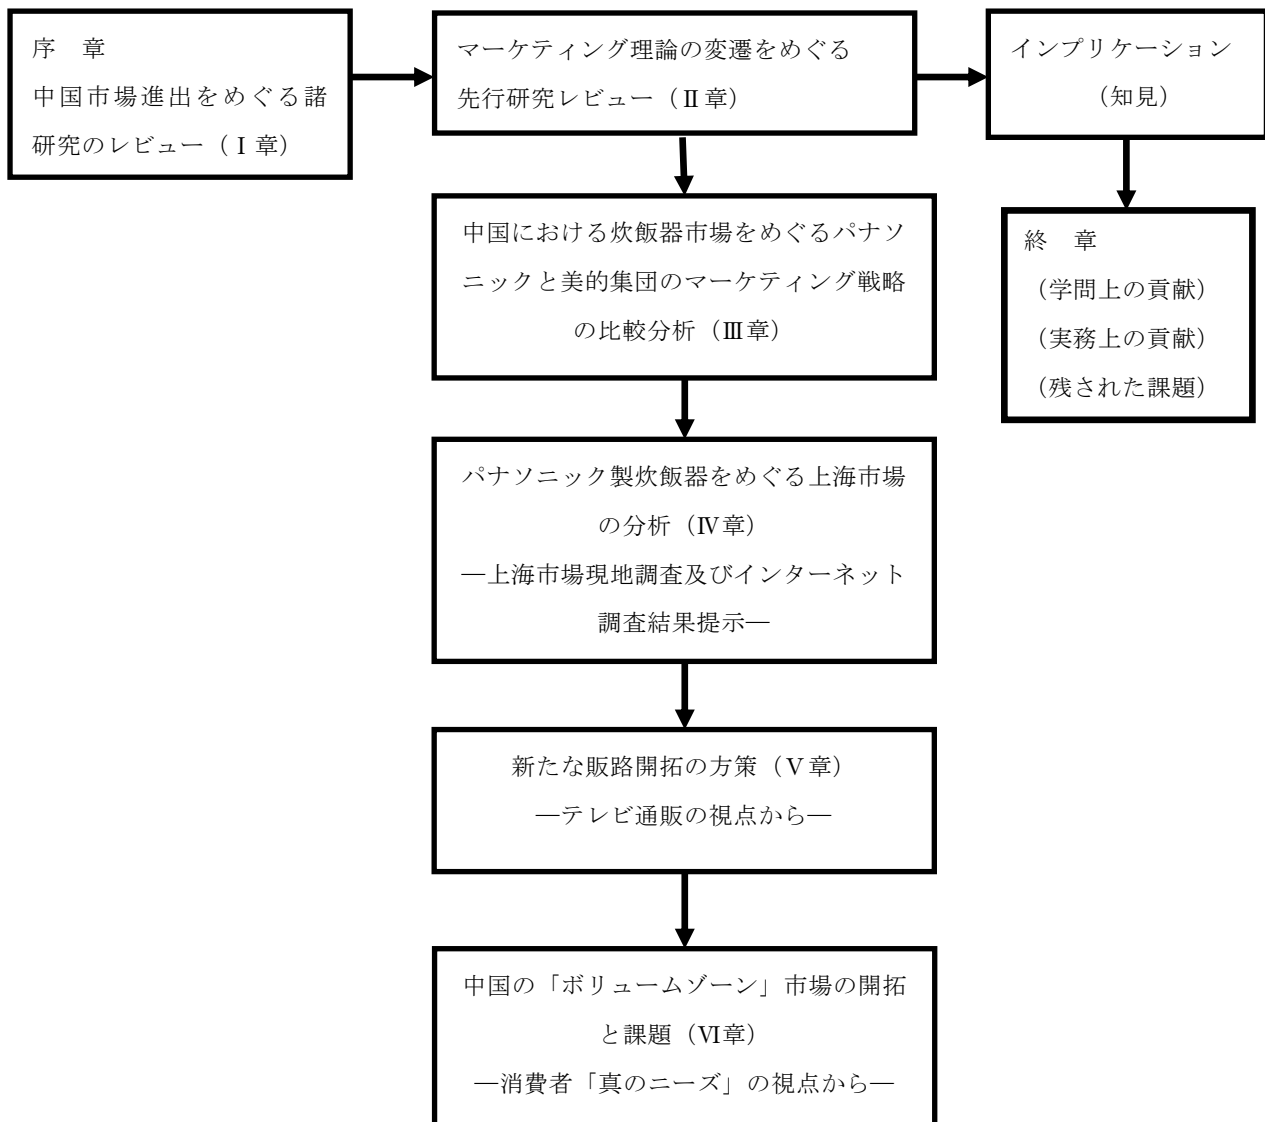 序　章
中国市場進出をめぐる諸
研究のレビュー（Ⅰ章）
マーケティング理論の変遷をめぐる
先行研究レビュー（Ⅱ章）
インプリケーション
（知見）
終　章
（学問上の貢献）
（実務上の貢献）
（残された課題）
中国における炊飯器市場をめぐるパナソ
ニックと美的集団のマーケティング戦略
の比較分析（Ⅲ章）
パナソニック製炊飯器をめぐる上海市場
の分析（Ⅳ章）
―上海市場現地調査及びインターネット
調査結果提示―
新たな販路開拓の方策（Ⅴ章）
―テレビ通販の視点から―
中国の「ボリュームゾーン」市場の開拓
と課題（Ⅵ章）
―消費者「真のニーズ」の視点から―